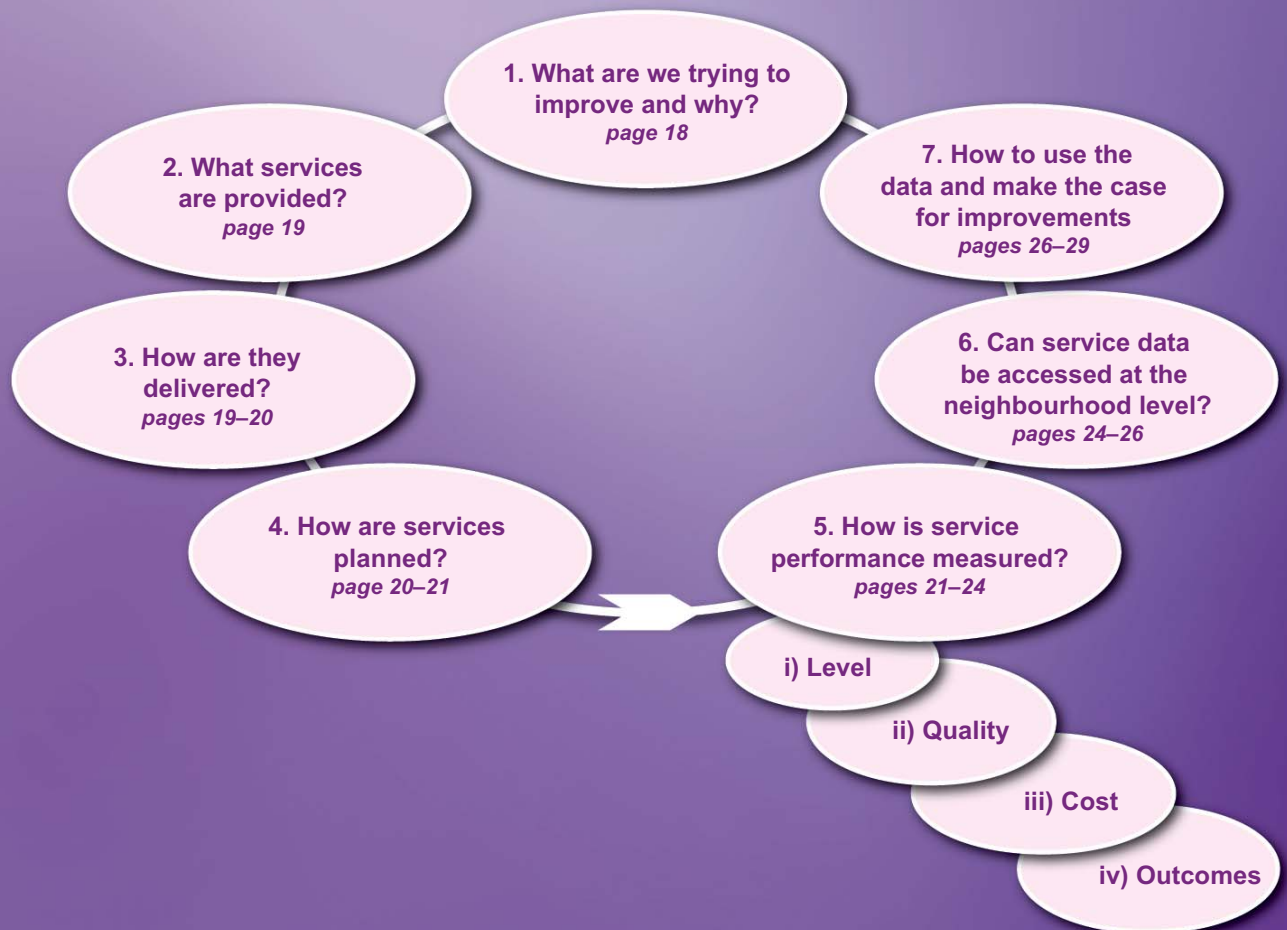 1. What are we trying to
improve and why?
page 18
2. What services
are provided?
page 19
3. How are they
delivered?
pages 19–20
4. How are services
planned?
page 20–21
5. How is service
performance measured?
pages 21–24
i) Level
ii) Quality
iii) Cost
iv) Outcomes
6. Can service data
be accessed at the
neighbourhood level?
pages 24–26
7. How to use the
data and make the case
for improvements
pages 26–29